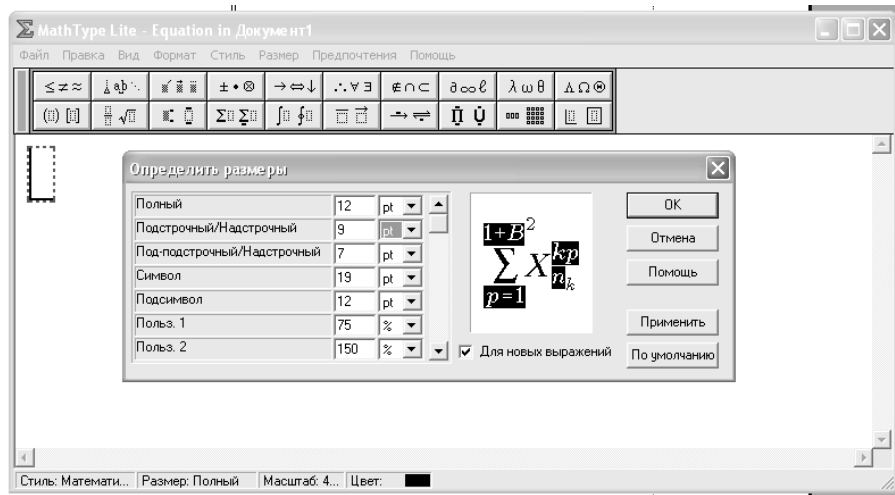 MathType Lite - Equation in Документ1
Файл Правка Вид Формат Стиль Размер Предпочтения Помощь
≤≠≈ ±•⊗ →⇔↓ ∴∀∃ ∉∩⊂ ∂∞ℓ λωθ ΛΩ⊛
Определить размеры
Полный 12 pt
Подстрочный/Надстрочный 9 pt
Под-подстрочный/Надстрочный 7 pt
Символ 19 pt
Подсимвол 12 pt
Польз. 1 75 %
Польз. 2 150 %
1+B²
∑ X kp
n k
p=1
Для новых выражений
OK
Отмена
Помощь
Применить
По умолчанию
Стиль: Математи... Размер: Полный Масштаб: 4... Цвет: